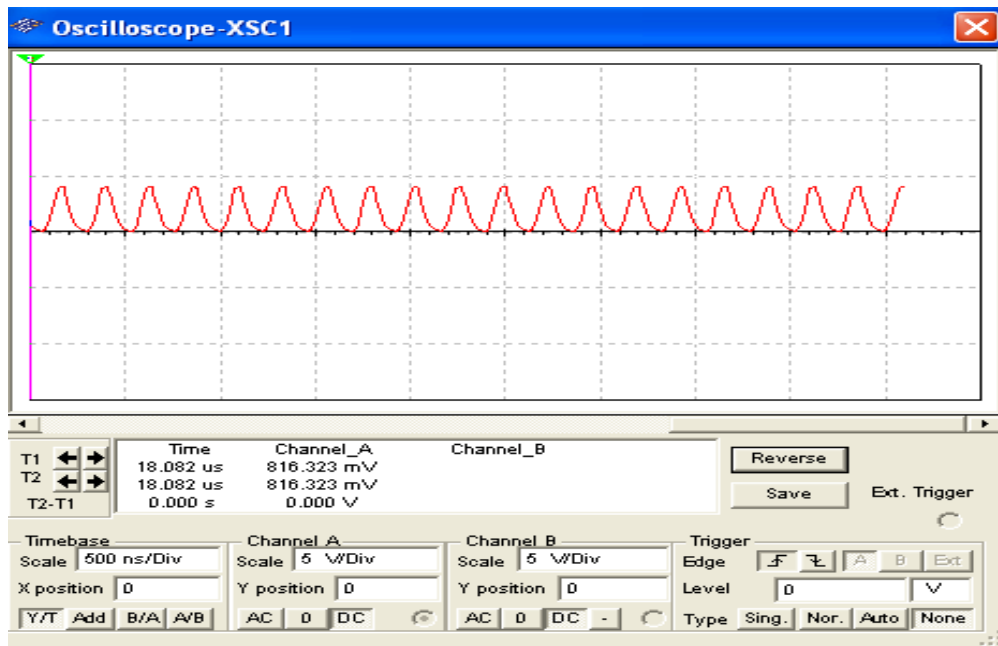 Oscilloscope-XSC1
Time Channel_A Channel_B
T1 18.082 us 816.323 mV
T2 18.082 us 816.323 mV
T2-T1 0.000 s 0.000 V
Reverse
Save
Ext. Trigger
Timebase
Scale 500 ns/Div
X position 0
Y/T Add B/A A/B
Channel A
Scale 5 V/Div
Y position 0
AC 0 DC
Channel B
Scale 5 V/Div
Y position 0
AC 0 DC -
Trigger
Edge A B Ext
Level 0 V
Type Sing. Nor. Auto None